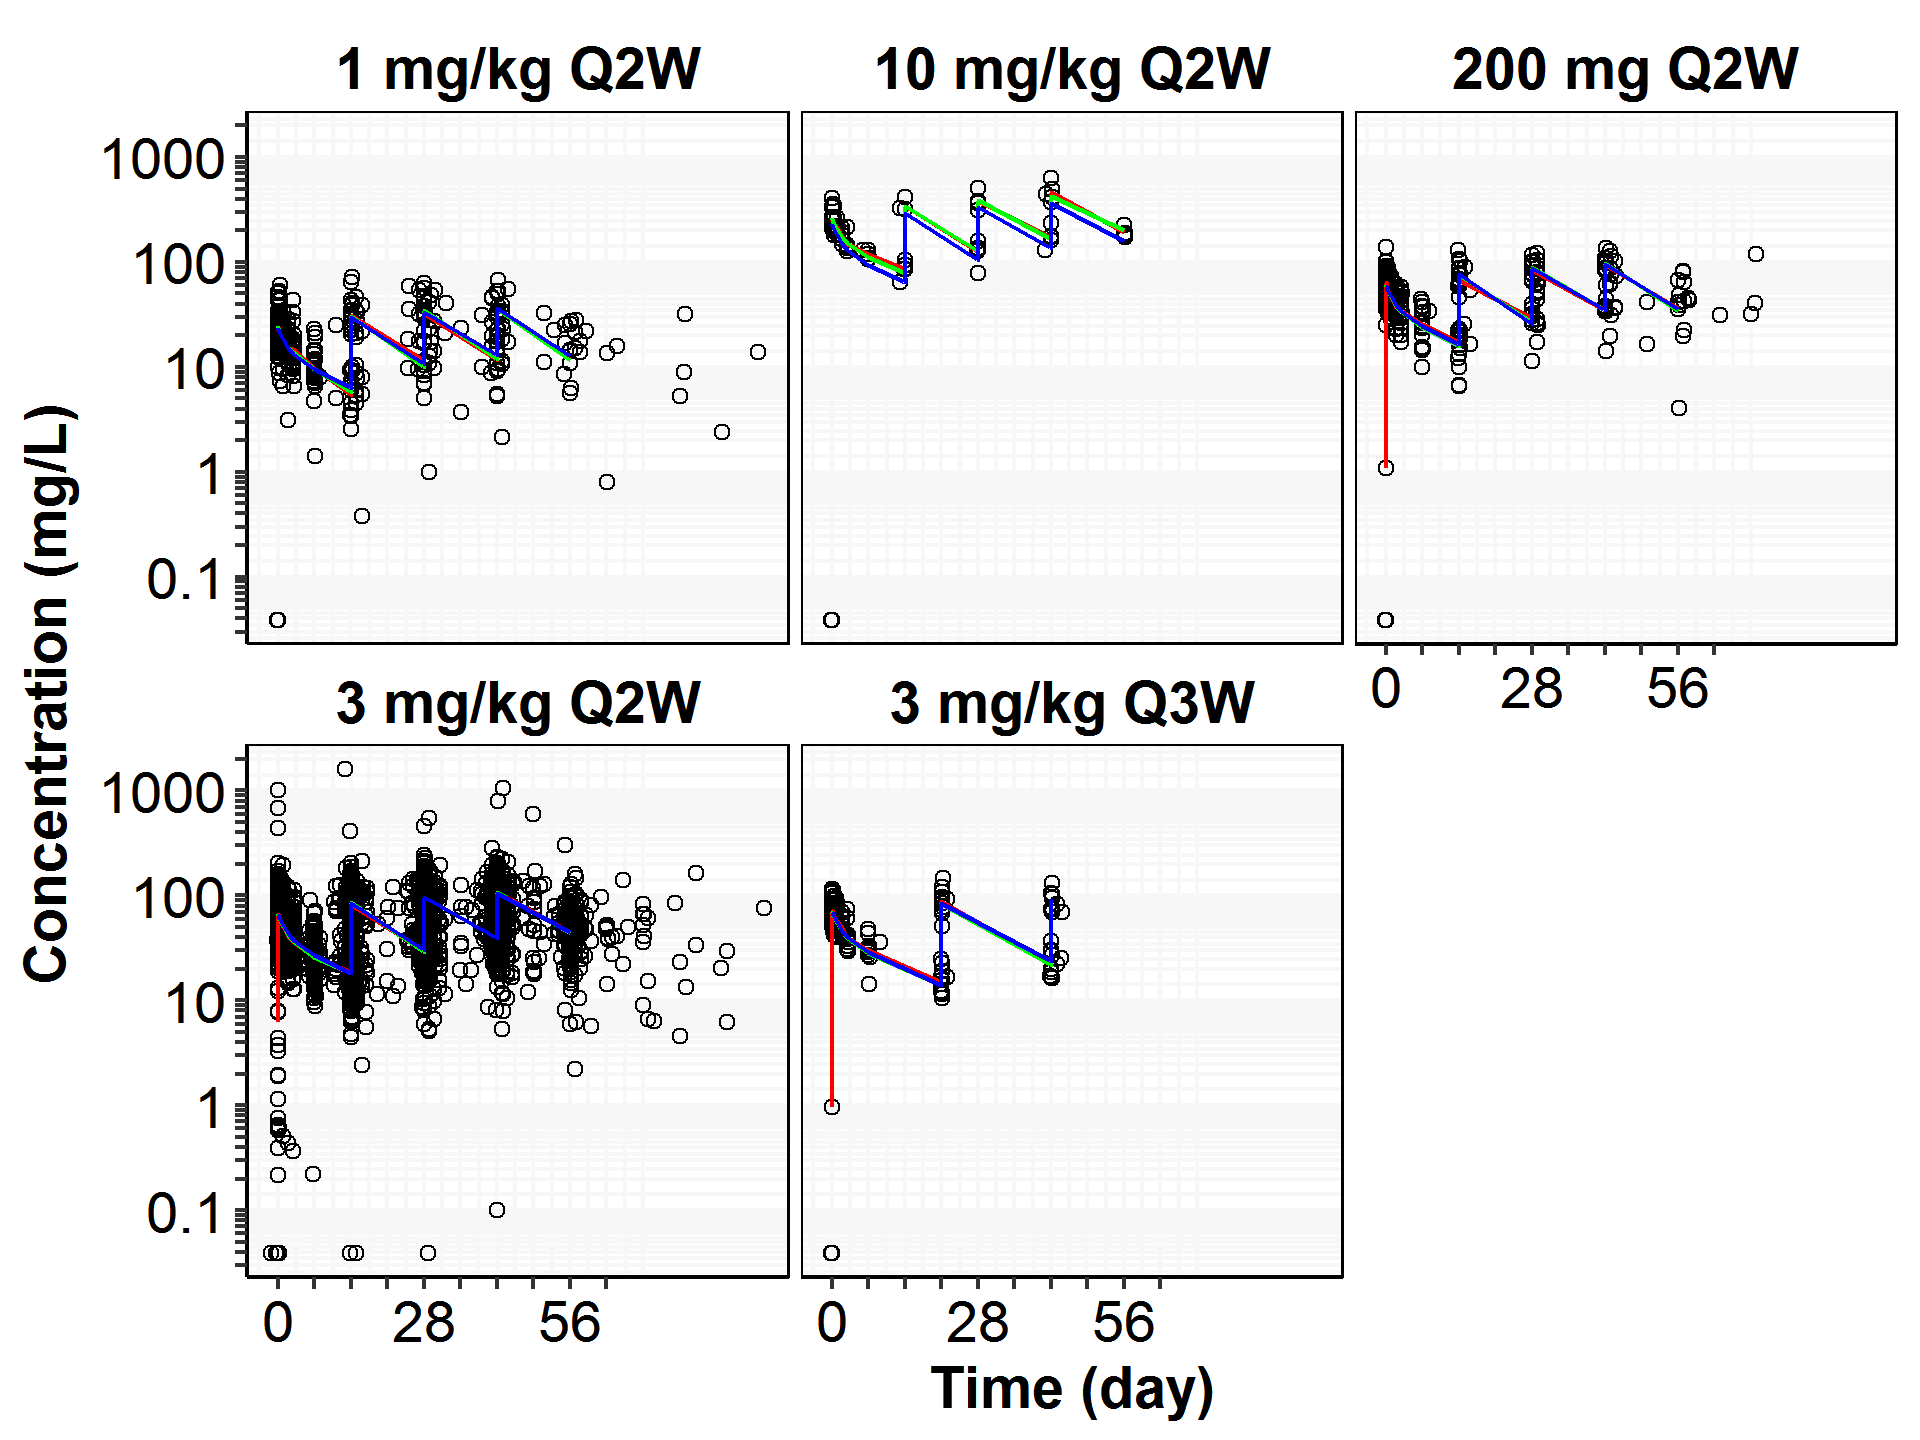 1 mg/kg Q2W
10 mg/kg Q2W
200 mg Q2W
1000
100
10
1
0.1
0 28 56
3 mg/kg Q2W
3 mg/kg Q3W
1000
100
10
1
0.1
0 28 56
0 28 56
Concentration (mg/L)
Time (day)